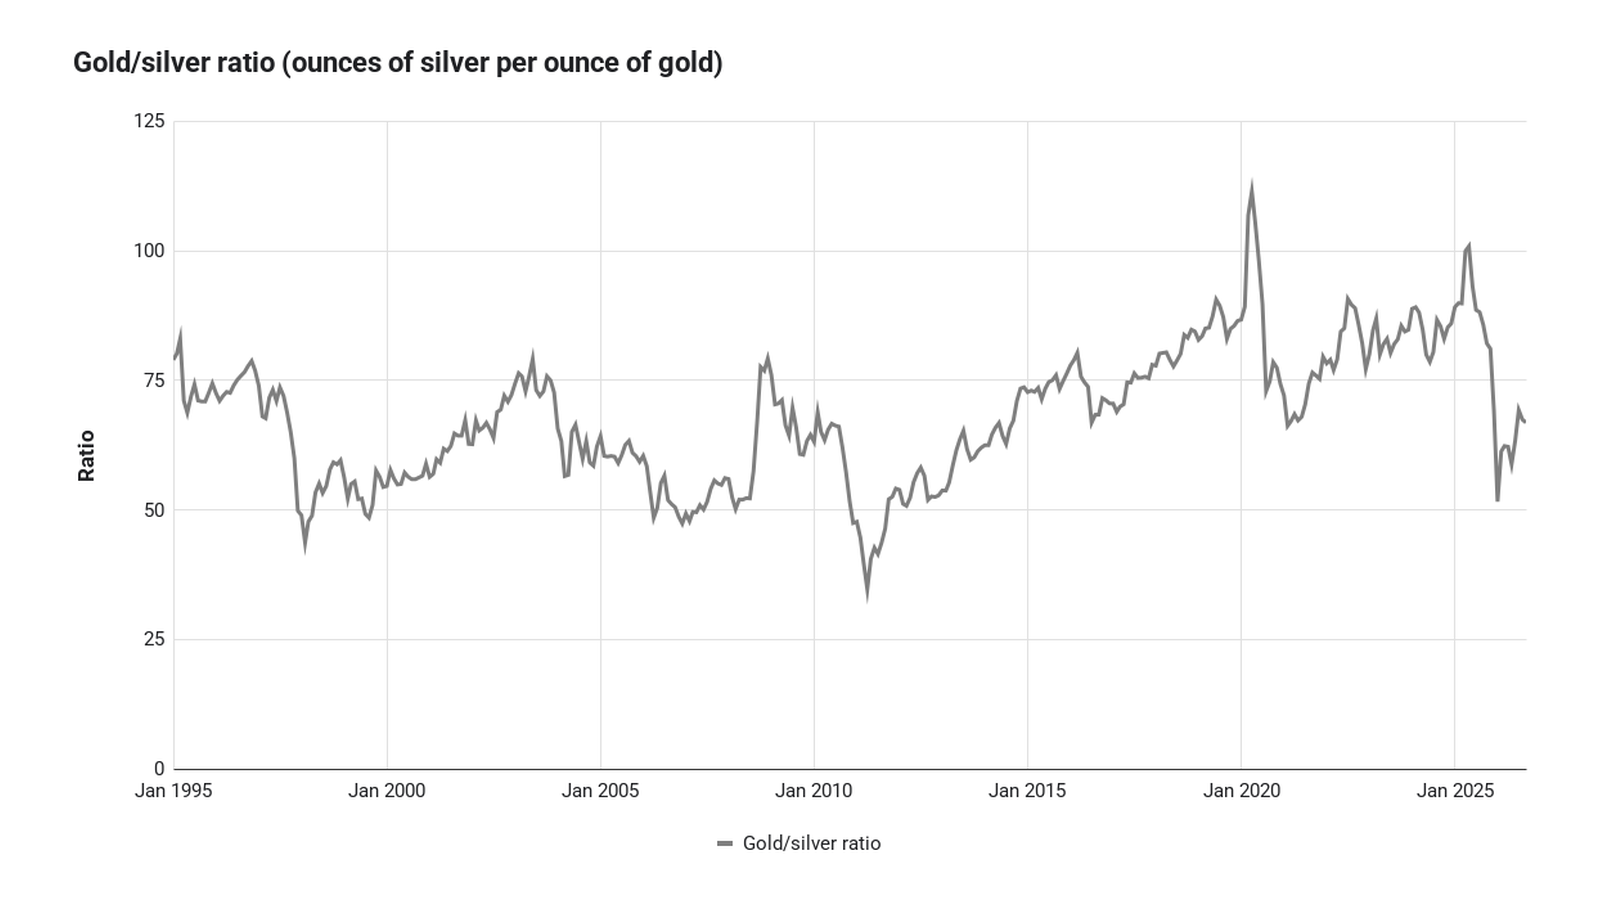 Gold/silver ratio (ounces of silver per ounce of gold)
Ratio
125
100
75
50
25
0
Jan 1995
Jan 2000
Jan 2005
Jan 2010
Jan 2015
Jan 2020
Jan 2025
Gold/silver ratio